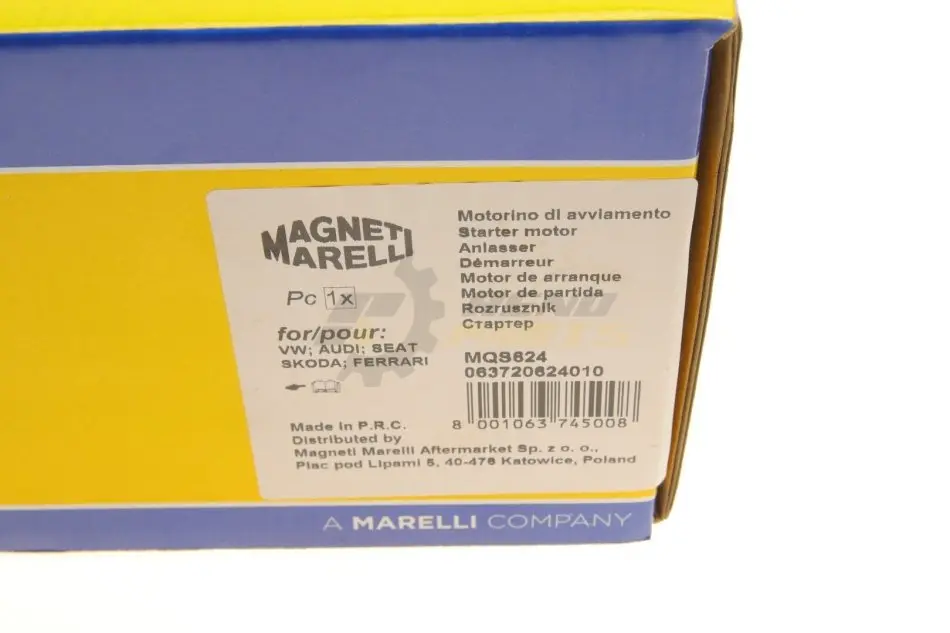 MAGNETI
MARELLI
Pc 1x
for/pour:
VW; AUDI; SEAT
SKODA; FERRARI
Motorino di avviamento
Starter motor
Anlasser
Démarreur
Motor de arranque
Motor de partida
Rozrusznik
Стартер
MQS624
063720624010
8 001063 745008
Made in P.R.C.
Distributed by
Magneti Marelli Aftermarket Sp. z o. o.,
Plac pod Lipami 5, 40-476 Katowice, Poland
A MARELLI COMPANY
PARTS